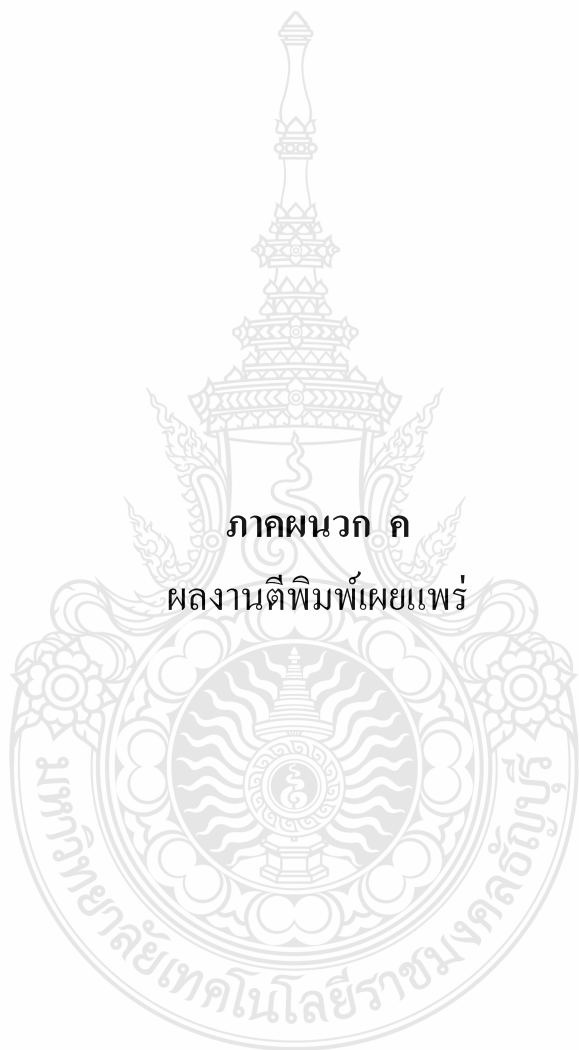 ภาคผนวก ค
ผลงานตีพิมพ์เผยแพร่
มหาวิทยาลัยเทคโนโลยีราชมงคลธัญบุรี